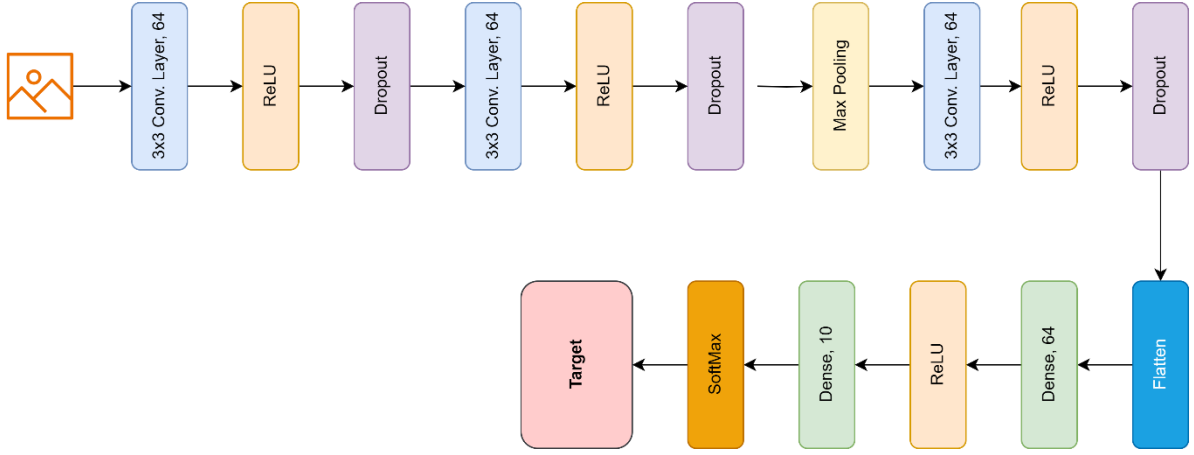 3x3 Conv. Layer, 64
ReLU
Dropout
3x3 Conv. Layer, 64
ReLU
Dropout
Max Pooling
3x3 Conv. Layer, 64
ReLU
Dropout
Flatten
Dense, 64
ReLU
Dense, 10
SoftMax
Target